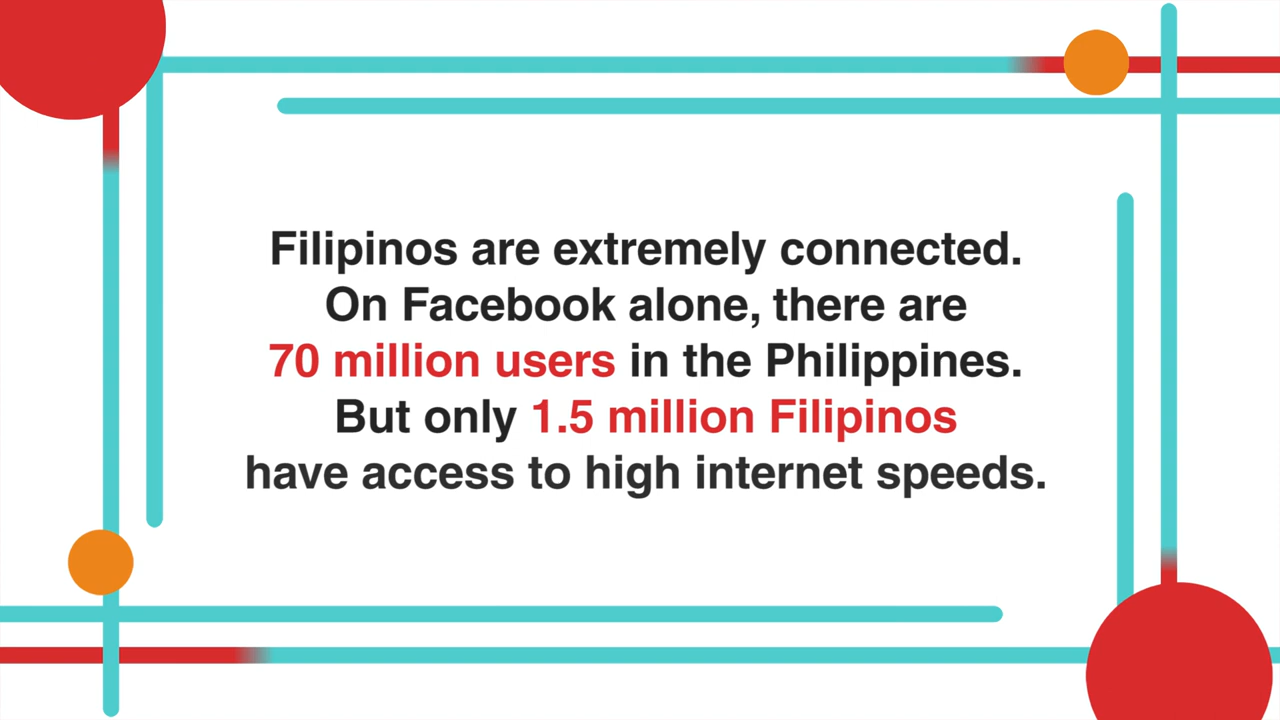 Filipinos are extremely connected.
On Facebook alone, there are
70 million users in the Philippines.
But only 1.5 million Filipinos
have access to high internet speeds.